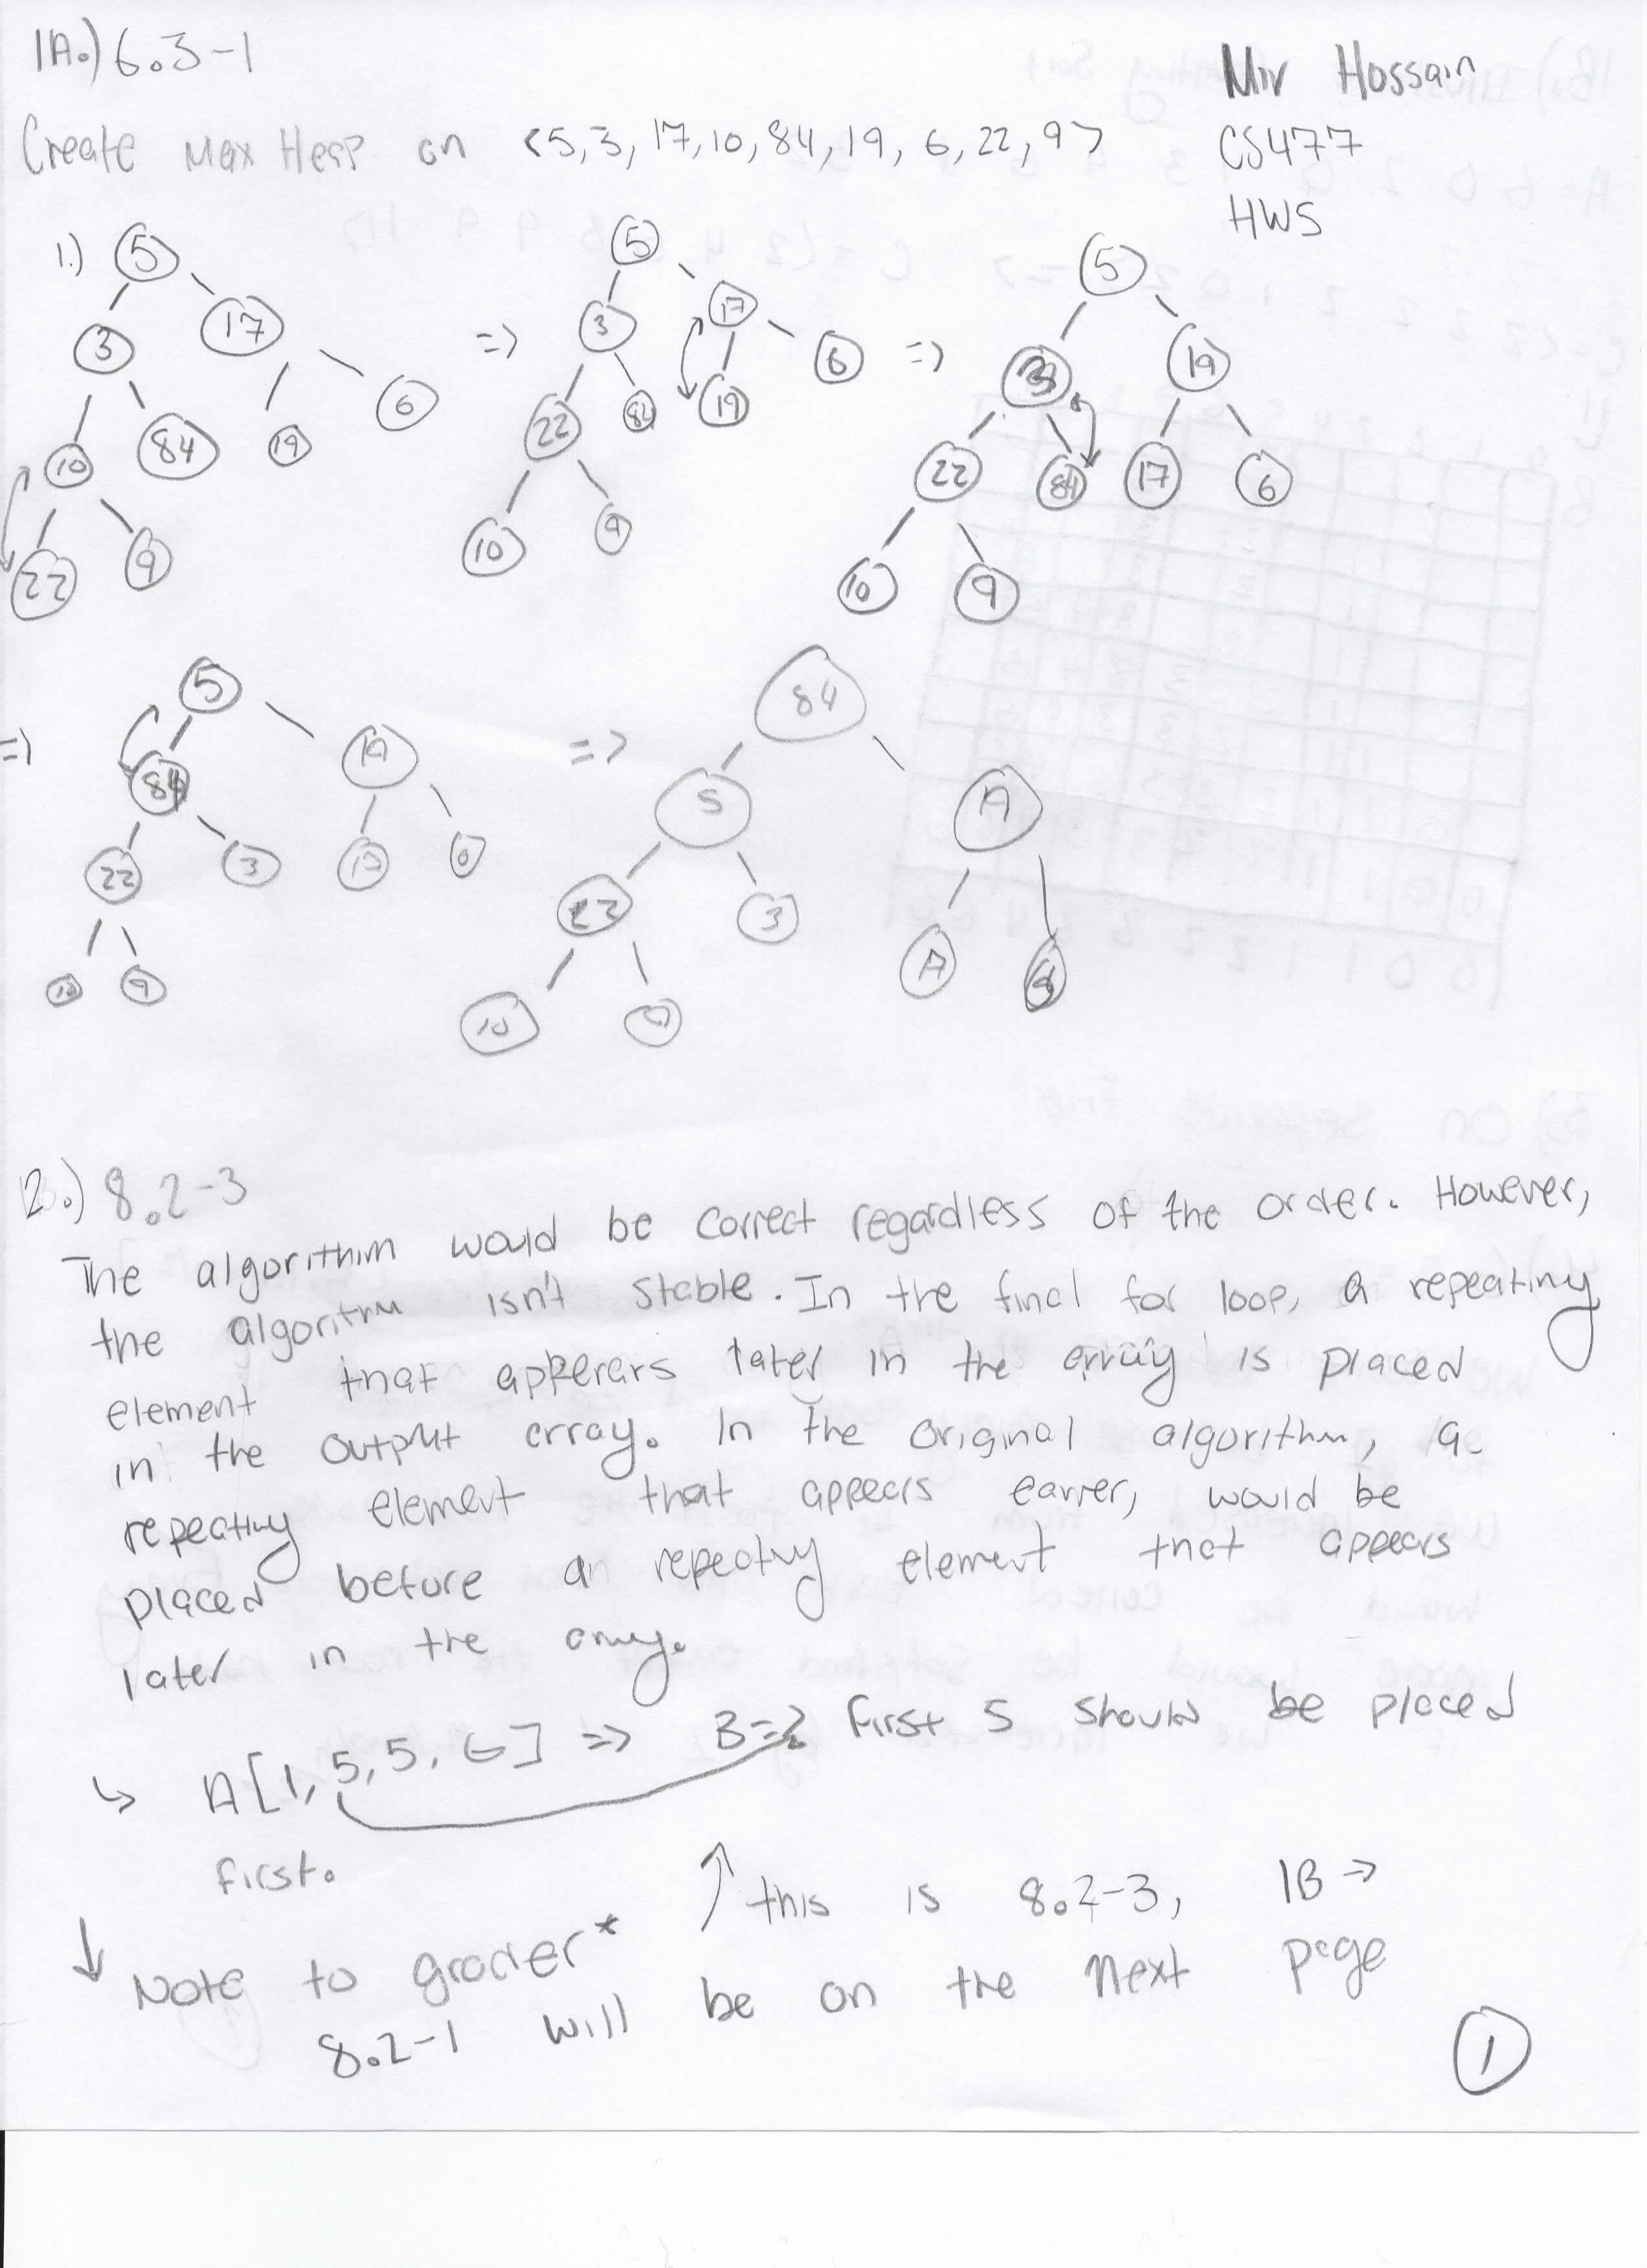 1A.) 6.3-1
Mir Hossain
Create Max Heap on <5, 3, 17, 10, 84, 19, 6, 22, 9>
CS477
HW5
1.)
5
3 17
10 84 19 6
22 9
=>
5
3 17
22 84 19 6
10 9
=>
5
3 19
22 84 17 6
10 9
=>
5
84 19
22 3 17 6
10 9
=>
84
5 19
22 3 17 6
10 9
2.) 8.2-3
The algorithim would be correct regardless of the order. However,
the algorithm isn't stable. In the final for loop, a repeating
element that apperars later in the array is placed
in the output array. In the original algorithm, a
repeating element that appears earier, would be
placed before an repeating element that appears
later in the array.
↳ A[1, 5, 5, 6] => B=? First 5 should be placed
first.
↑ this is 8.2-3, 1B →
↓ Note to grader*
8.2-1 will be on the next page
1